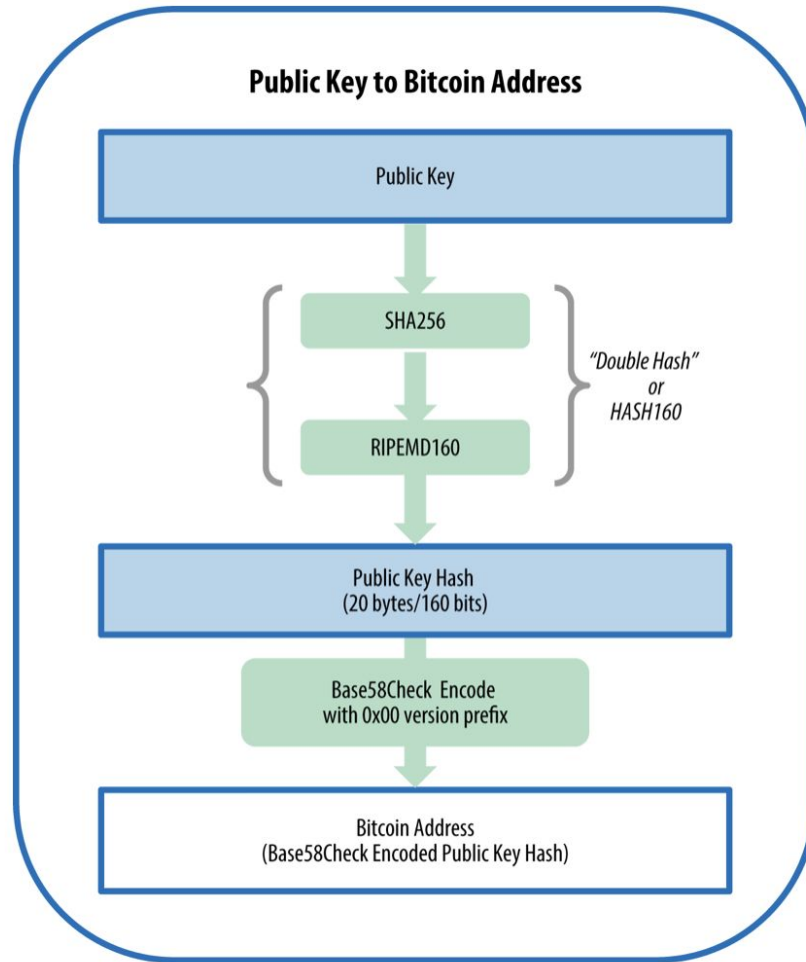 Public Key to Bitcoin Address
Public Key
SHA256
“Double Hash”
or
HASH160
RIPEMD160
Public Key Hash
(20 bytes/160 bits)
Base58Check Encode
with 0x00 version prefix
Bitcoin Address
(Base58Check Encoded Public Key Hash)